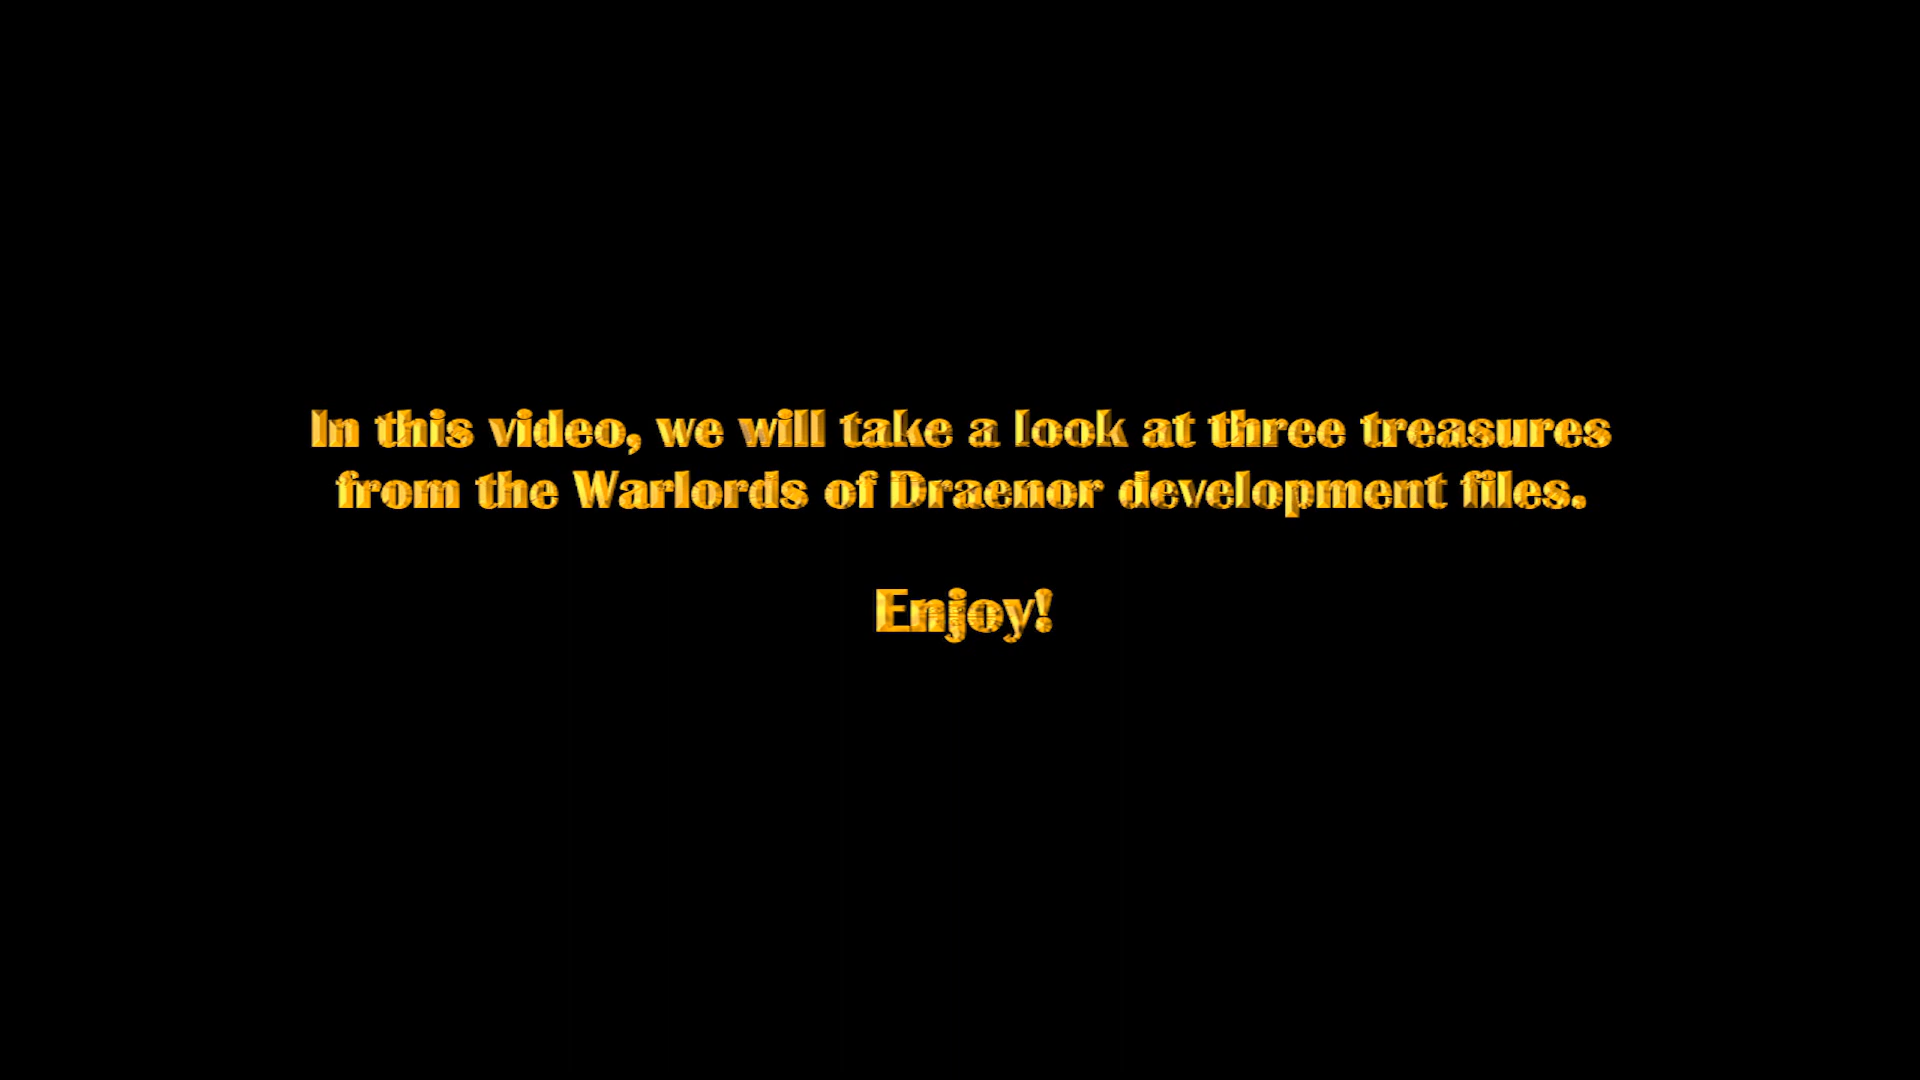 In this video, we will take a look at three treasures
from the Warlords of Draenor development files.
Enjoy!